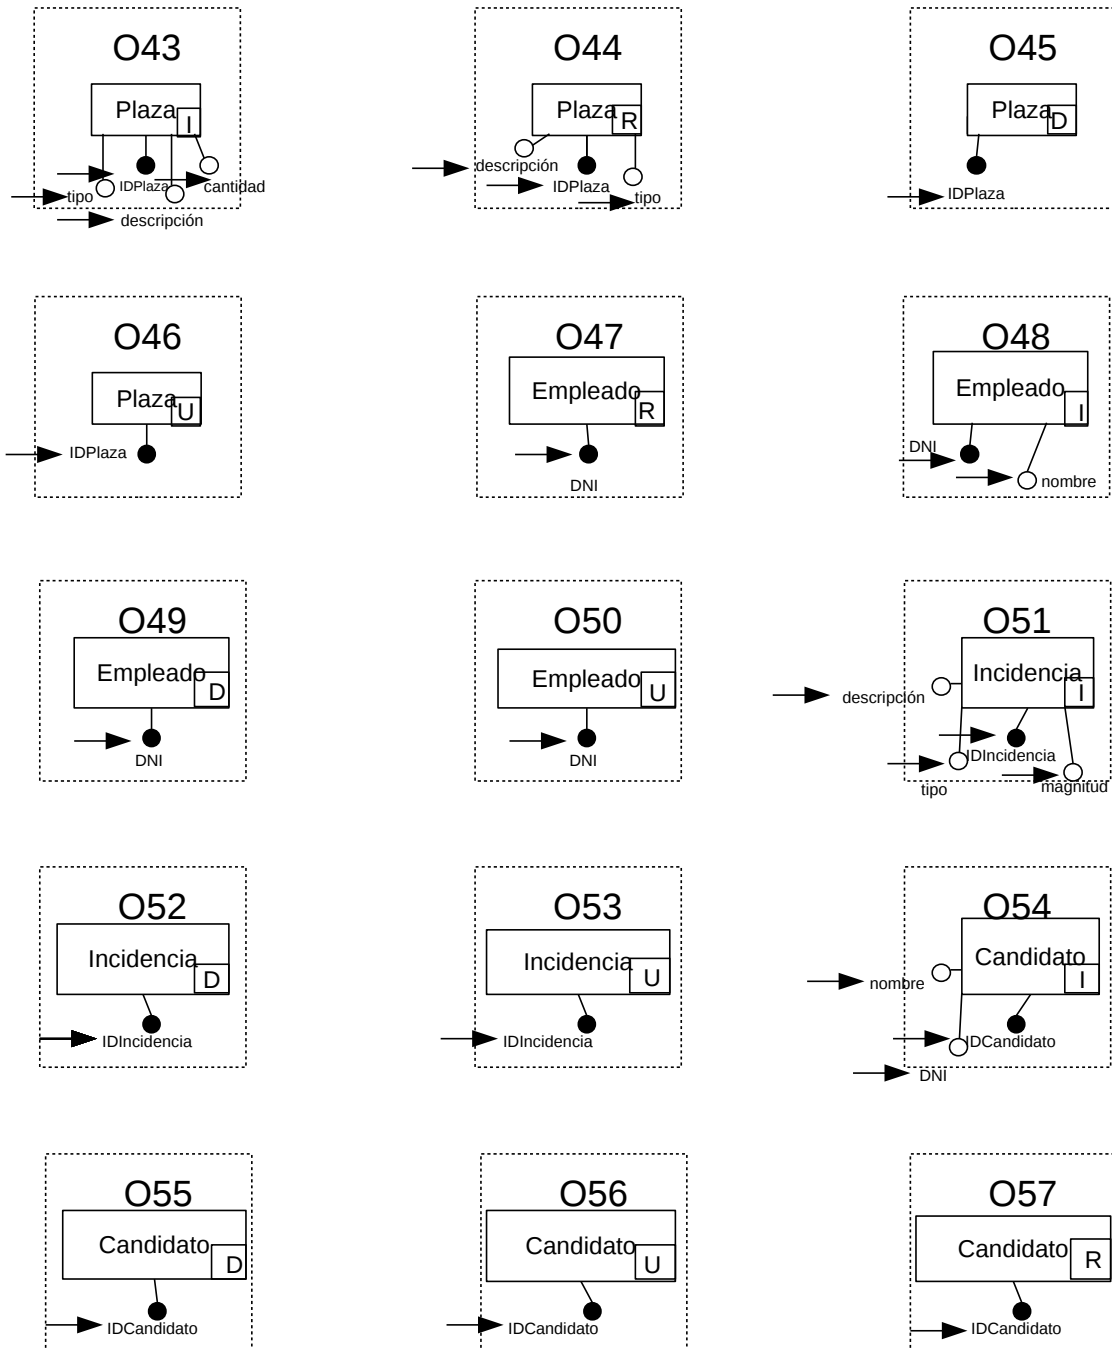 O43
Plaza
I
tipo
IDPlaza
cantidad
descripción
O44
Plaza
R
descripción
IDPlaza
tipo
O45
Plaza
D
IDPlaza
O46
Plaza
U
IDPlaza
O47
Empleado
R
DNI
O48
Empleado
I
DNI
nombre
O49
Empleado
D
DNI
O50
Empleado
U
DNI
O51
Incidencia
I
descripción
IDIncidencia
tipo
magnitud
O52
Incidencia
D
IDIncidencia
O53
Incidencia
U
IDIncidencia
O54
Candidato
I
nombre
IDCandidato
DNI
O55
Candidato
D
IDCandidato
O56
Candidato
U
IDCandidato
O57
Candidato
R
IDCandidato